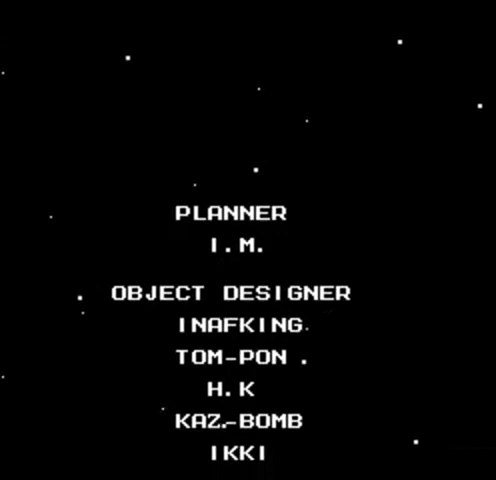 PLANNER
I.M.
OBJECT DESIGNER
INAFKING
TOM-PON
H.K
KAZ.-BOMB
IKKI